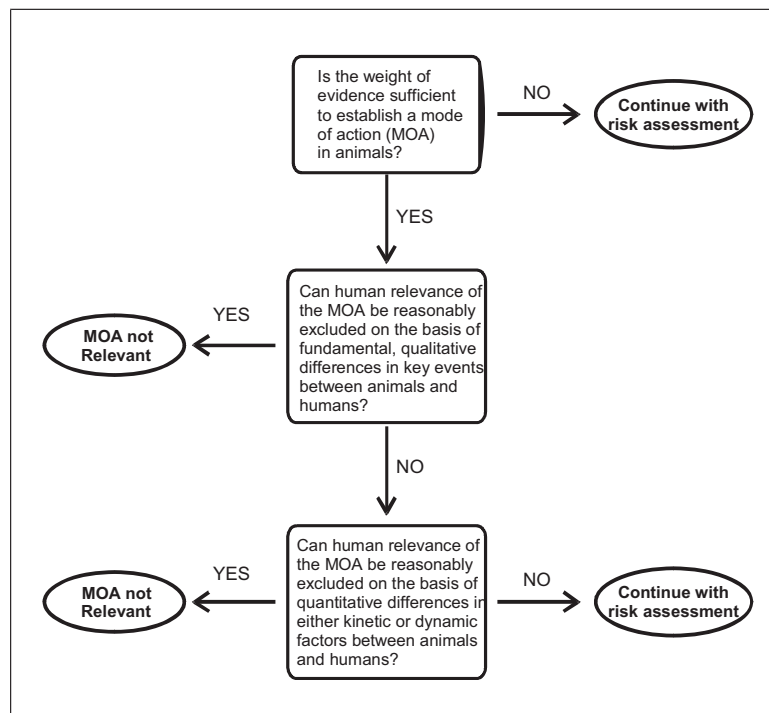 Is the weight of
evidence sufficient
to establish a mode
of action (MOA)
in animals?
NO
Continue with
risk assessment
YES
Can human relevance of
the MOA be reasonably
excluded on the basis of
fundamental, qualitative
differences in key events
between animals and
humans?
YES
MOA not
Relevant
NO
Can human relevance of
the MOA be reasonably
excluded on the basis of
quantitative differences in
either kinetic or dynamic
factors between animals
and humans?
YES
MOA not
Relevant
NO
Continue with
risk assessment